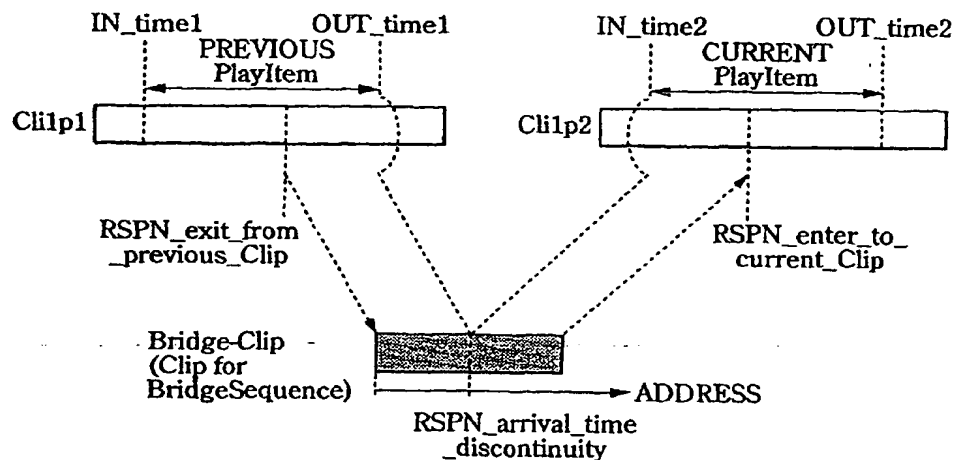 IN_time1
OUT_time1
PREVIOUS
PlayItem
Cli1p1
IN_time2
OUT_time2
CURRENT
PlayItem
Cli1p2
RSPN_exit_from
_previous_Clip
RSPN_enter_to_
current_Clip
Bridge-Clip
(Clip for
BridgeSequence)
ADDRESS
RSPN_arrival_time
_discontinuity